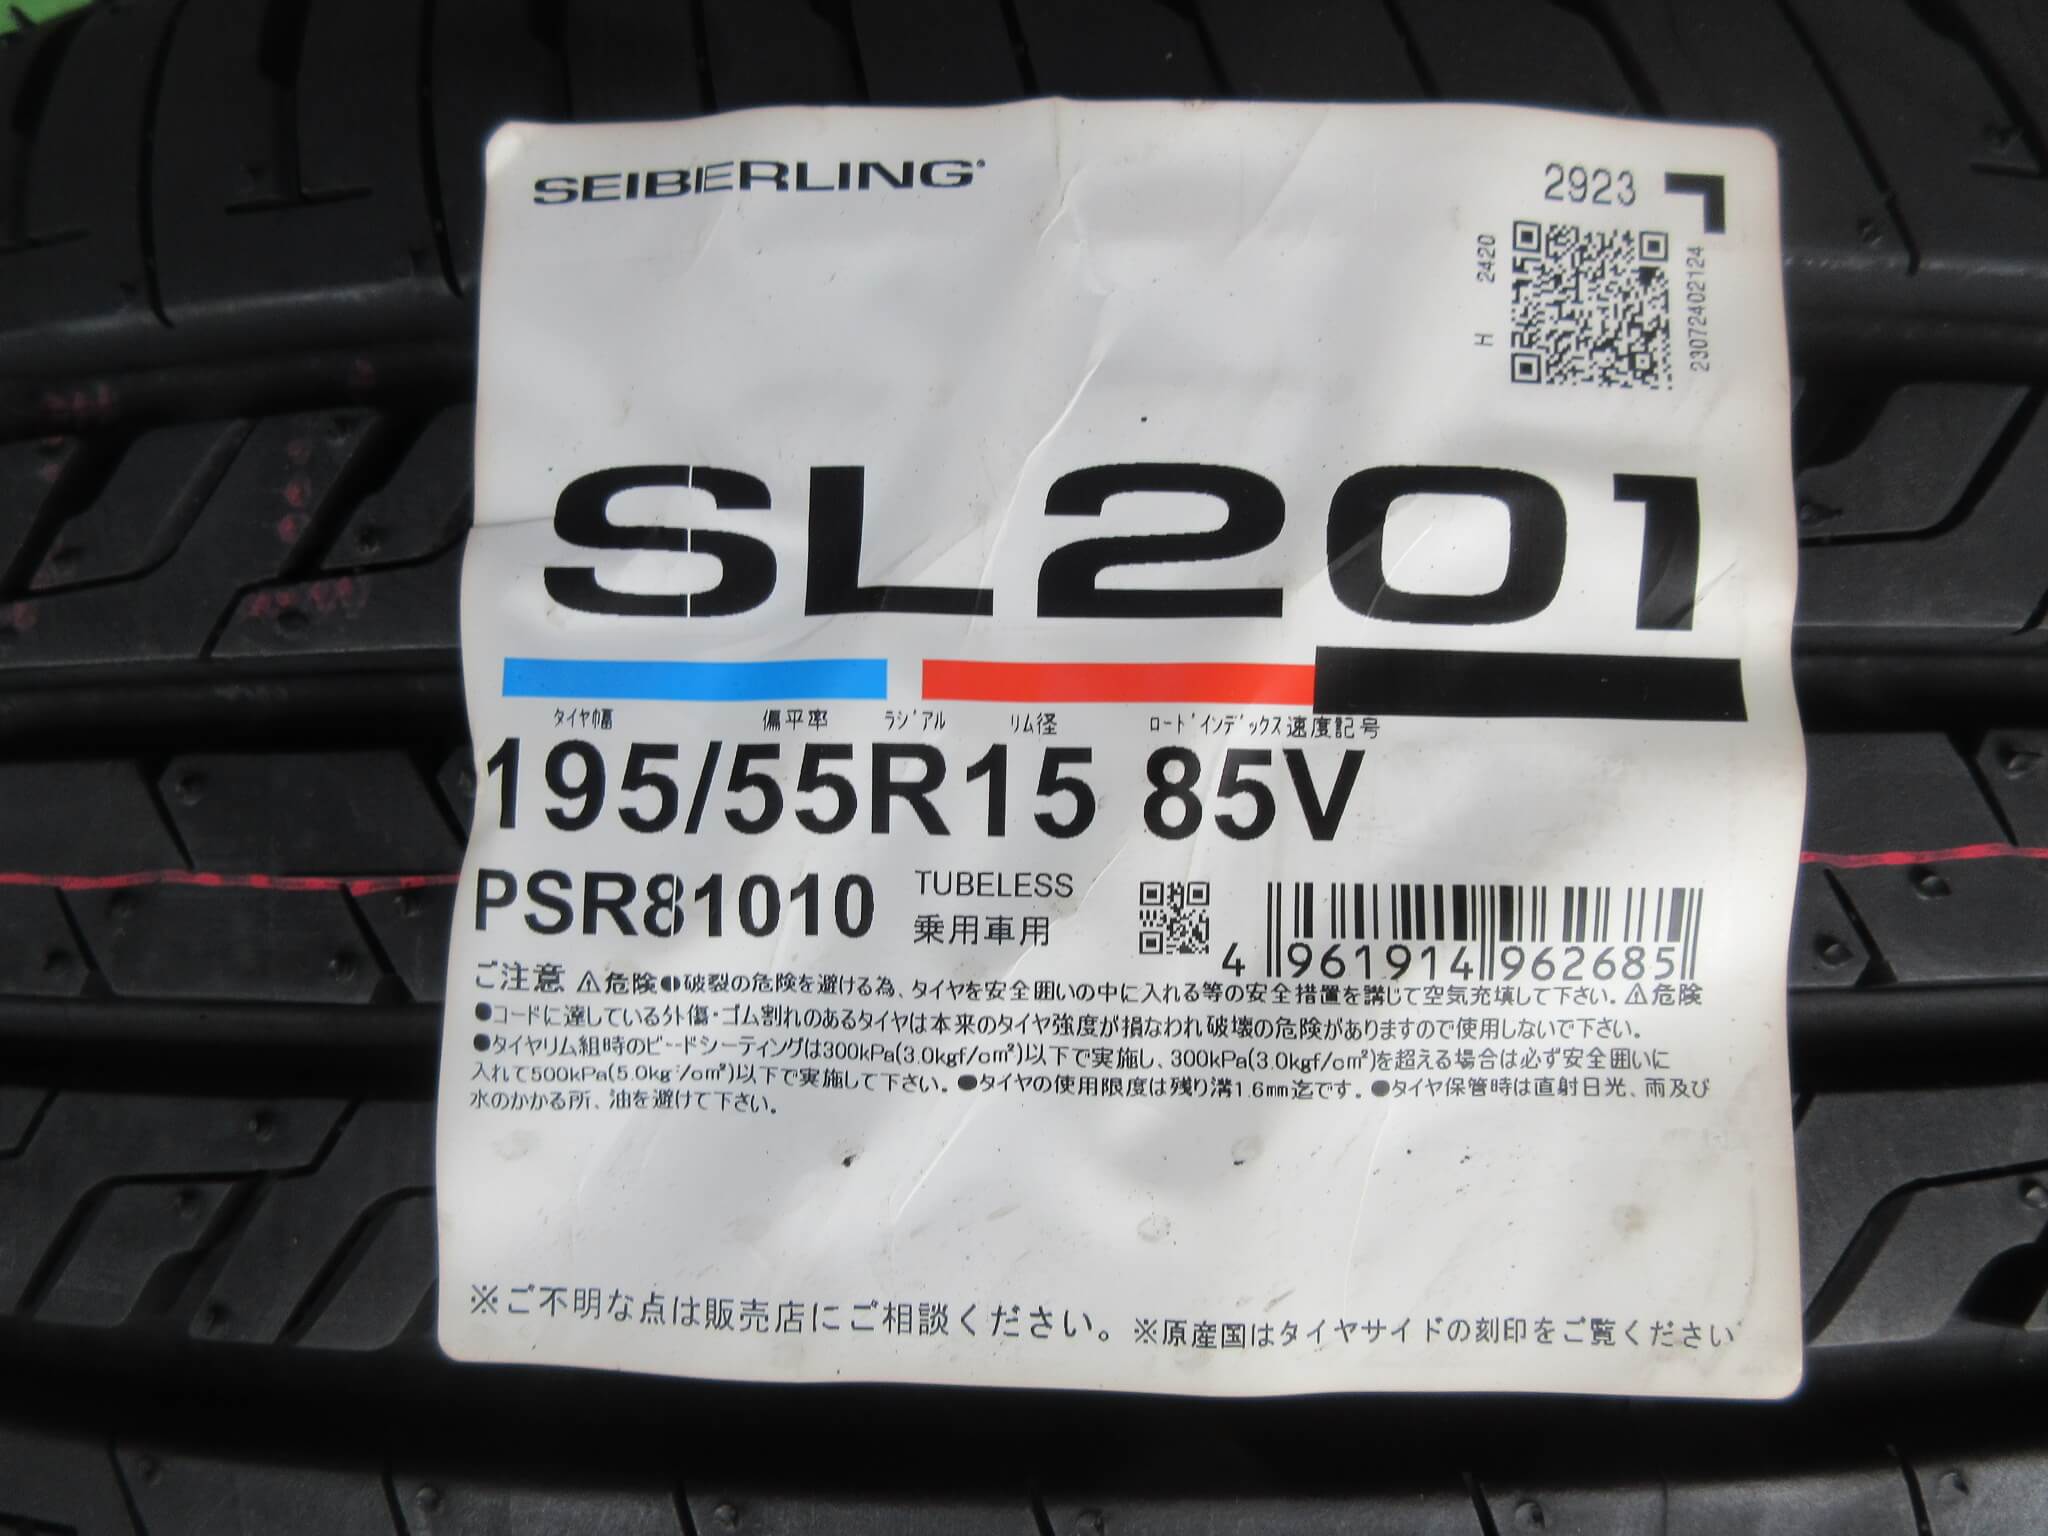 SEIBERLING
2923
H 2420
23072402124
SL201
タイヤ幅 偏平率 ラジアル リム径 ロードインデックス速度記号
195/55R15 85V
PSR81010 TUBELESS
乗用車用
4 961914 962685
ご注意 ⚠危険●破裂の危険を避ける為、タイヤを安全囲いの中に入れる等の安全措置を講じて空気充填して下さい。⚠危険
●コードに達している外傷・ゴム割れのあるタイヤは本来のタイヤ強度が損なわれ破壊の危険がありますので使用しないで下さい。
●タイヤリム組時のビードシーティングは300kPa(3.0kgf/cm²)以下で実施し、300kPa(3.0kgf/cm²)を超える場合は必ず安全囲いに
入れて500kPa(5.0kgf/cm²)以下で実施して下さい。●タイヤの使用限度は残り溝1.6mm迄です。●タイヤ保管時は直射日光、雨及び
水のかかる所、油を避けて下さい。
※ご不明な点は販売店にご相談ください。※原産国はタイヤサイドの刻印をご覧ください